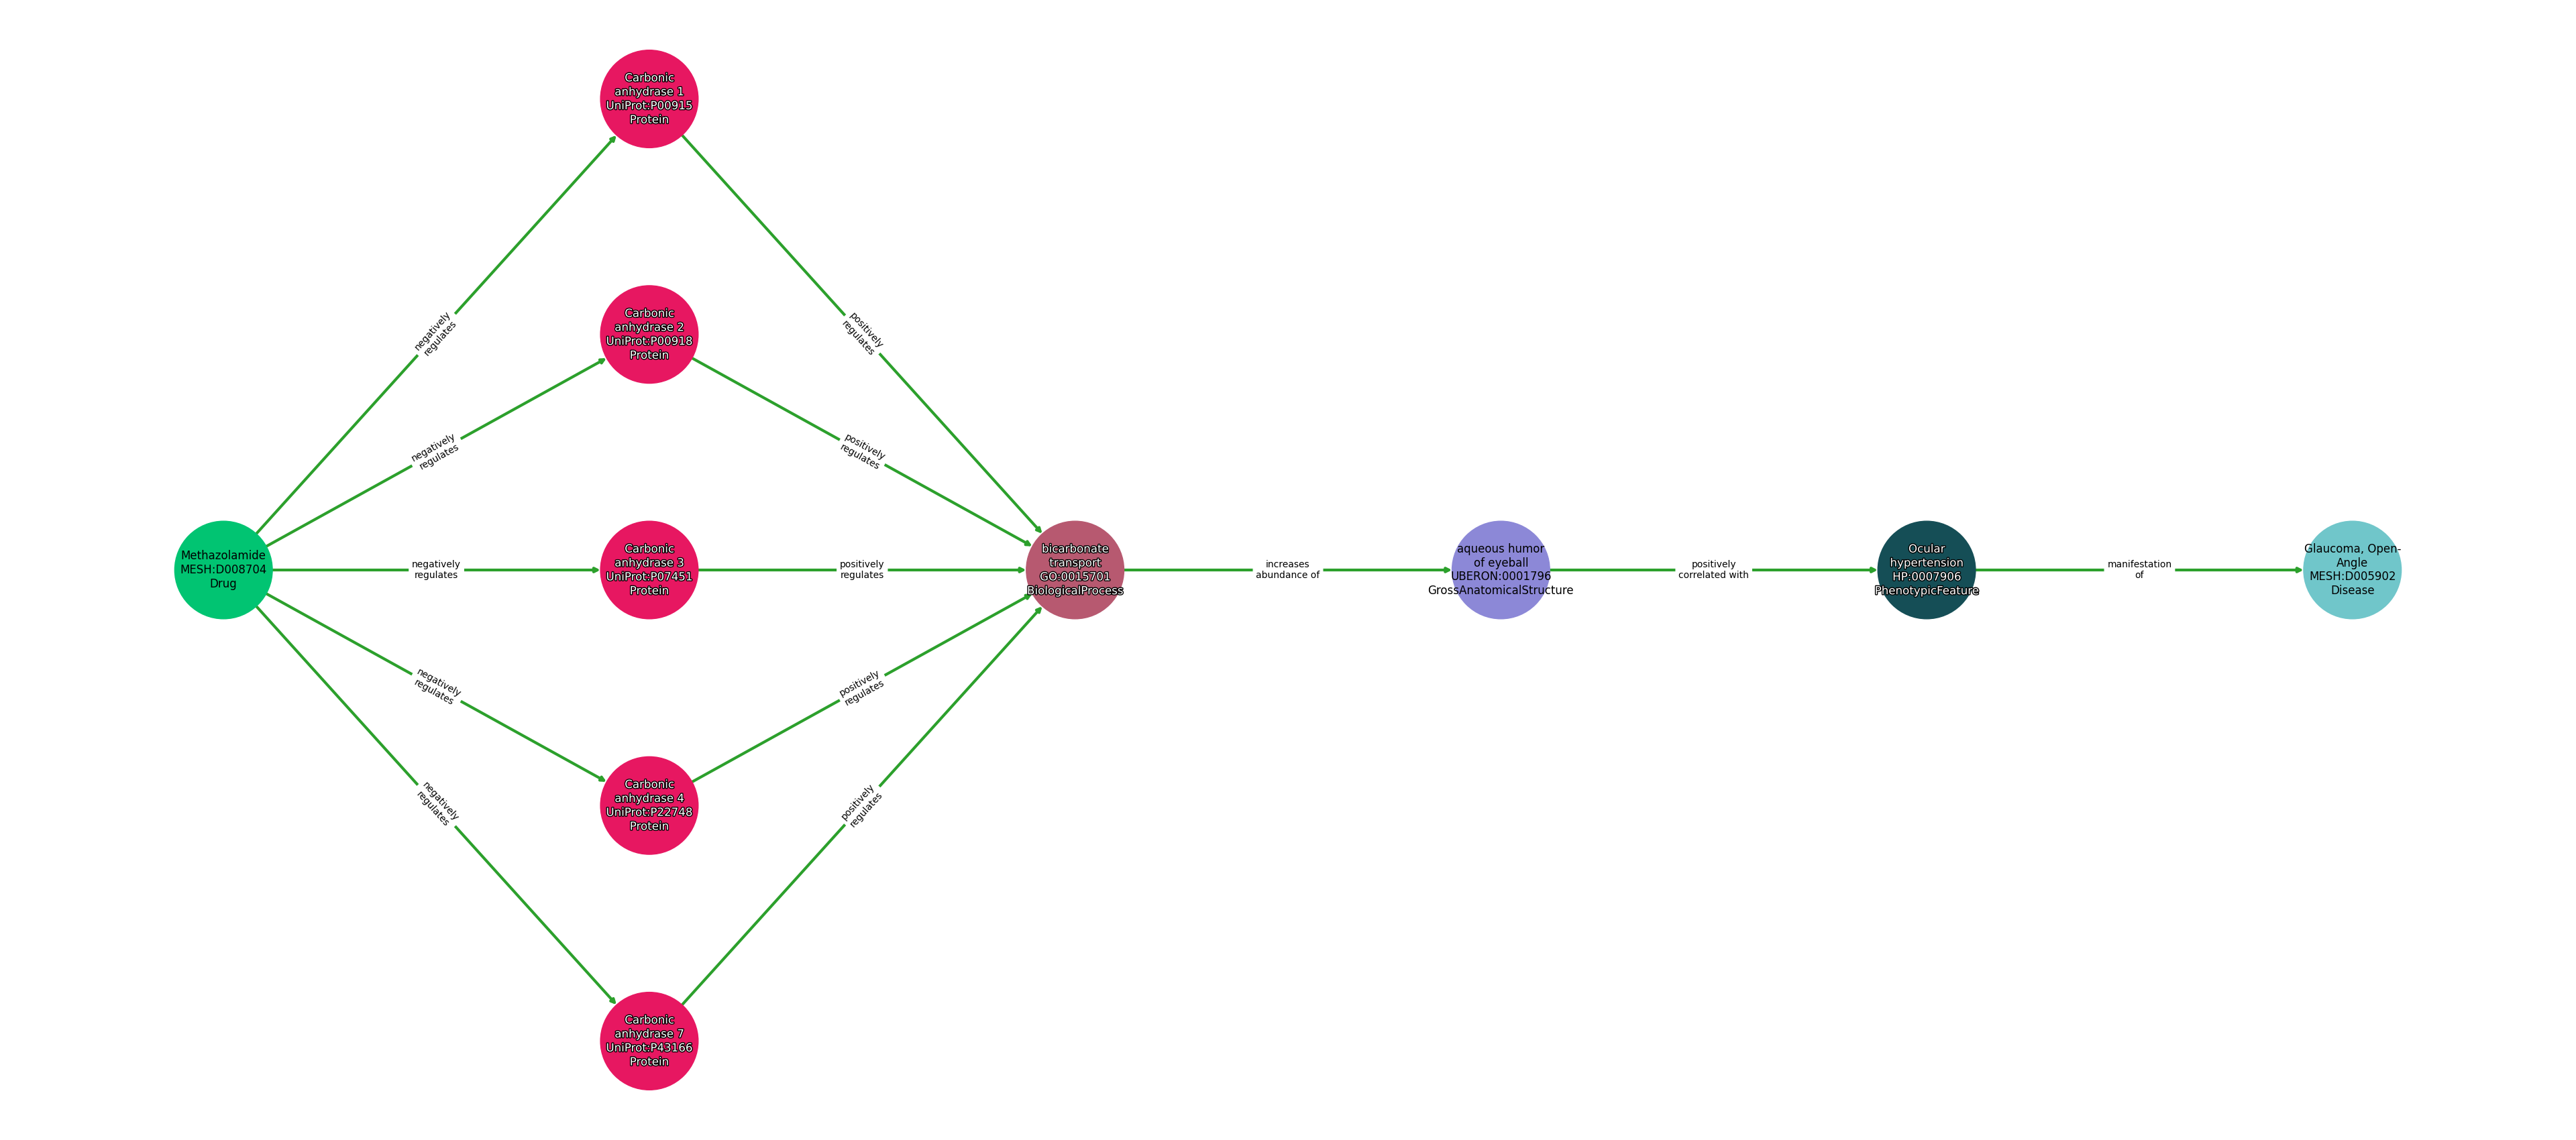 Carbonic
anhydrase 1
UniProt:P00915
Protein
Carbonic
anhydrase 2
UniProt:P00918
Protein
Carbonic
anhydrase 3
UniProt:P07451
Protein
Carbonic
anhydrase 4
UniProt:P22748
Protein
Carbonic
anhydrase 7
UniProt:P43166
Protein
Methazolamide
MESH:D008704
Drug
negatively
regulates
negatively
regulates
negatively
regulates
negatively
regulates
negatively
regulates
positively
regulates
positively
regulates
positively
regulates
positively
regulates
positively
regulates
bicarbonate
transport
GO:0015701
BiologicalProcess
increases
abundance of
aqueous humor
of eyeball
UBERON:0001796
GrossAnatomicalStructure
positively
correlated with
Ocular
hypertension
HP:0007906
PhenotypicFeature
manifestation
of
Glaucoma, Open-
Angle
MESH:D005902
Disease